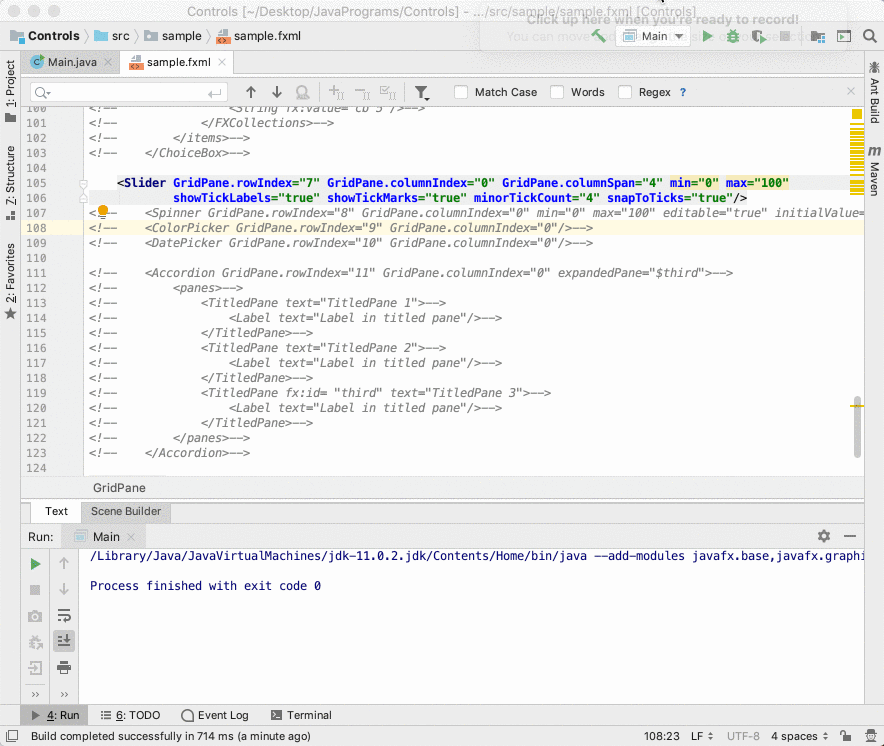 Controls [~/Desktop/JavaPrograms/Controls] - .../src/sample/sample.fxml [Controls]
Click up here when you're ready to record!
Controls src sample sample.fxml Main
Main.java sample.fxml
Match Case Words Regex ?
100 <!-- <String fx:value="cb 5"/>-->
101 <!-- </FXCollections>-->
102 <!-- </items>-->
103 <!-- </ChoiceBox>-->
104
105 <Slider GridPane.rowIndex="7" GridPane.columnIndex="0" GridPane.columnSpan="4" min="0" max="100"
106 showTickLabels="true" showTickMarks="true" minorTickCount="4" snapToTicks="true"/>
107 <!-- <Spinner GridPane.rowIndex="8" GridPane.columnIndex="0" min="0" max="100" editable="true" initialValue=
108 <!-- <ColorPicker GridPane.rowIndex="9" GridPane.columnIndex="0"/>-->
109 <!-- <DatePicker GridPane.rowIndex="10" GridPane.columnIndex="0"/>-->
110
111 <!-- <Accordion GridPane.rowIndex="11" GridPane.columnIndex="0" expandedPane="$third">-->
112 <!-- <panes>-->
113 <!-- <TitledPane text="TitledPane 1">-->
114 <!-- <Label text="Label in titled pane"/>-->
115 <!-- </TitledPane>-->
116 <!-- <TitledPane text="TitledPane 2">-->
117 <!-- <Label text="Label in titled pane"/>-->
118 <!-- </TitledPane>-->
119 <!-- <TitledPane fx:id= "third" text="TitledPane 3">-->
120 <!-- <Label text="Label in titled pane"/>-->
121 <!-- </TitledPane>-->
122 <!-- </panes>-->
123 <!-- </Accordion>-->
124
1: Project
7: Structure
2: Favorites
Ant Build
m Maven
GridPane
Text Scene Builder
Run: Main
/Library/Java/JavaVirtualMachines/jdk-11.0.2.jdk/Contents/Home/bin/java --add-modules javafx.base,javafx.graphi
Process finished with exit code 0
4: Run 6: TODO Event Log Terminal
Build completed successfully in 714 ms (a minute ago) 108:23 LF UTF-8 4 spaces